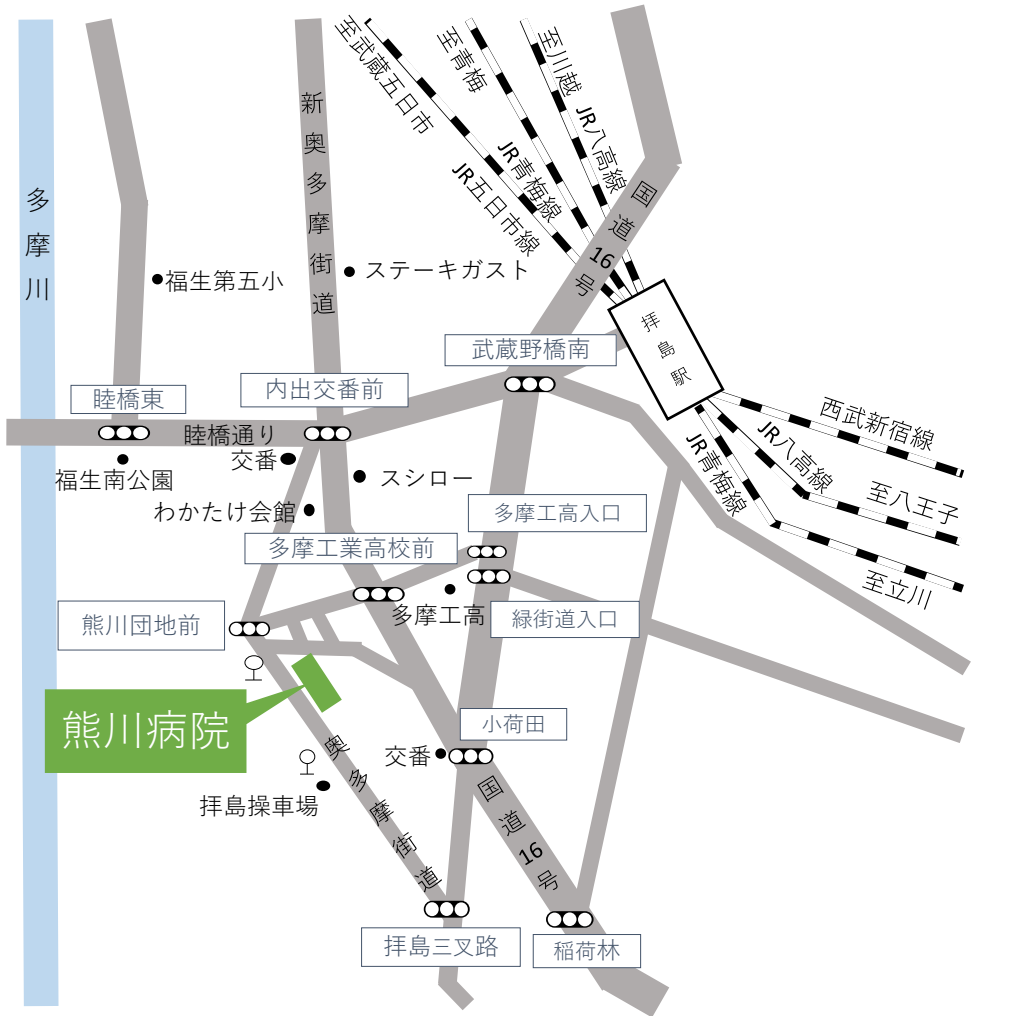 至武蔵五日市
至青梅
至川越
JR八高線
JR青梅線
JR五日市線
新奥多摩街道
国道16号
多摩川
福生第五小
ステーキガスト
拝島駅
武蔵野橋南
睦橋東
内出交番前
睦橋通り
交番
福生南公園
スシロー
わかたけ会館
西武新宿線
JR八高線
JR青梅線
至八王子
至立川
多摩工高入口
多摩工業高校前
多摩工高
緑街道入口
熊川団地前
熊川病院
小荷田
交番
奥多摩街道
拝島操車場
国道16号
拝島三叉路
稲荷林